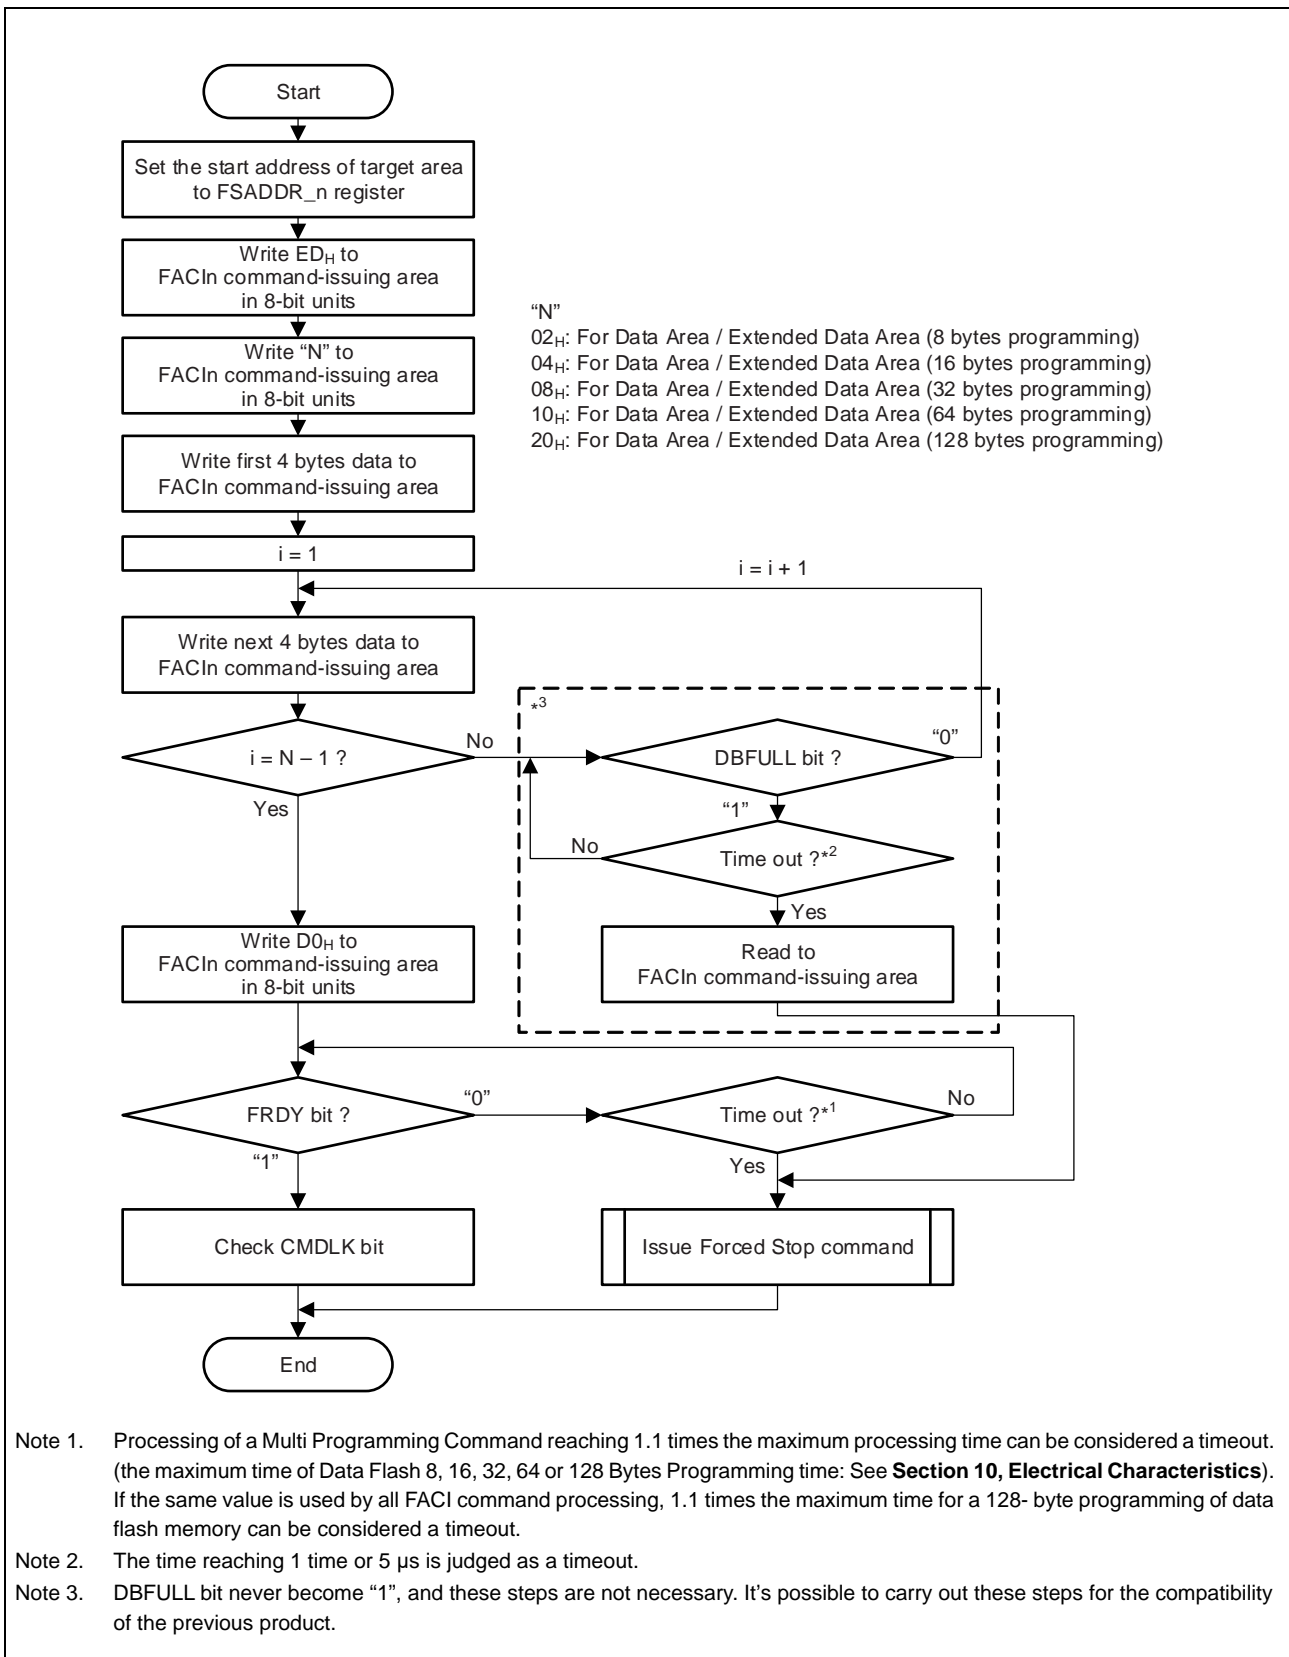 Start
Set the start address of target area
to FSADDR_n register
Write EDH to
FACIn command-issuing area
in 8-bit units
“N”
02H: For Data Area / Extended Data Area (8 bytes programming)
04H: For Data Area / Extended Data Area (16 bytes programming)
08H: For Data Area / Extended Data Area (32 bytes programming)
10H: For Data Area / Extended Data Area (64 bytes programming)
20H: For Data Area / Extended Data Area (128 bytes programming)
Write “N” to
FACIn command-issuing area
in 8-bit units
Write first 4 bytes data to
FACIn command-issuing area
i = 1
i = i + 1
Write next 4 bytes data to
FACIn command-issuing area
*3
i = N – 1 ?
No
DBFULL bit ?
“0”
Yes
“1”
No
Time out ?*2
Yes
Write D0H to
FACIn command-issuing area
in 8-bit units
Read to
FACIn command-issuing area
FRDY bit ?
“0”
Time out ?*1
No
“1”
Yes
Check CMDLK bit
Issue Forced Stop command
End
Note 1. Processing of a Multi Programming Command reaching 1.1 times the maximum processing time can be considered a timeout.
(the maximum time of Data Flash 8, 16, 32, 64 or 128 Bytes Programming time: See Section 10, Electrical Characteristics).
If the same value is used by all FACI command processing, 1.1 times the maximum time for a 128- byte programming of data
flash memory can be considered a timeout.
Note 2. The time reaching 1 time or 5 µs is judged as a timeout.
Note 3. DBFULL bit never become “1”, and these steps are not necessary. It's possible to carry out these steps for the compatibility
of the previous product.